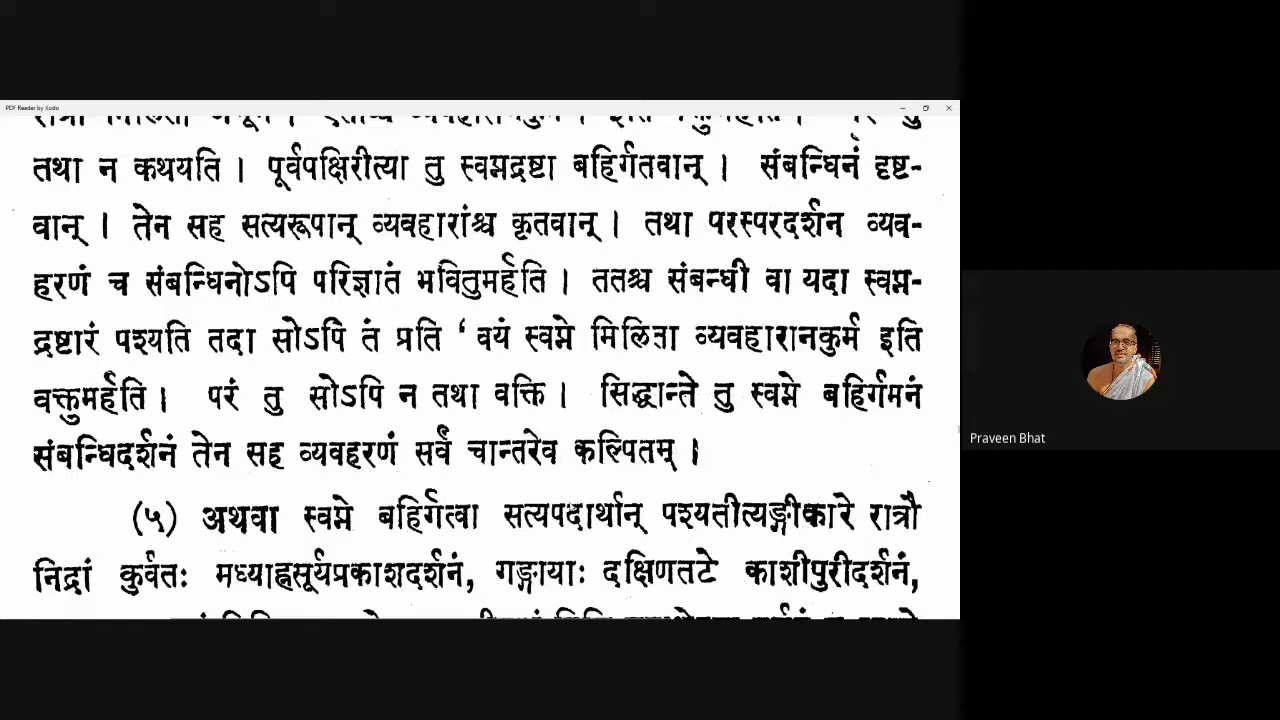 PDF Reader by Xodo
तथा न कथयति । पूर्वपक्षिरीत्या तु स्वप्नद्रष्टा बहिर्गतवान् । संबन्धिनं दृष्ट-
वान् । तेन सह सत्यरूपान् व्यवहारांश्च कृतवान् । तथा परस्परदर्शन व्यव-
हरणं च संबन्धिनोऽपि परिज्ञातं भवितुमर्हति । ततश्च संबन्धी वा यदा स्वप्न-
द्रष्टारं पश्यति तदा सोऽपि तं प्रति ‘ वयं स्वप्ने मिलिता व्यवहारानकुर्म इति
वक्तुमर्हति । परं तु सोऽपि न तथा वक्ति । सिद्धान्ते तु स्वप्ने बहिर्गमनं
संबन्धिदर्शनं तेन सह व्यवहरणं सर्वं चान्तरेव कल्पितम् ।
(५) अथवा स्वप्ने बहिर्गत्वा सत्यपदार्थान् पश्यतीत्यङ्गीकारे रात्रौ
निद्रां कुर्वतः मध्याह्नसूर्यप्रकाशदर्शनं, गङ्गायाः दक्षिणतटे काशीपुरीदर्शनं,
Praveen Bhat